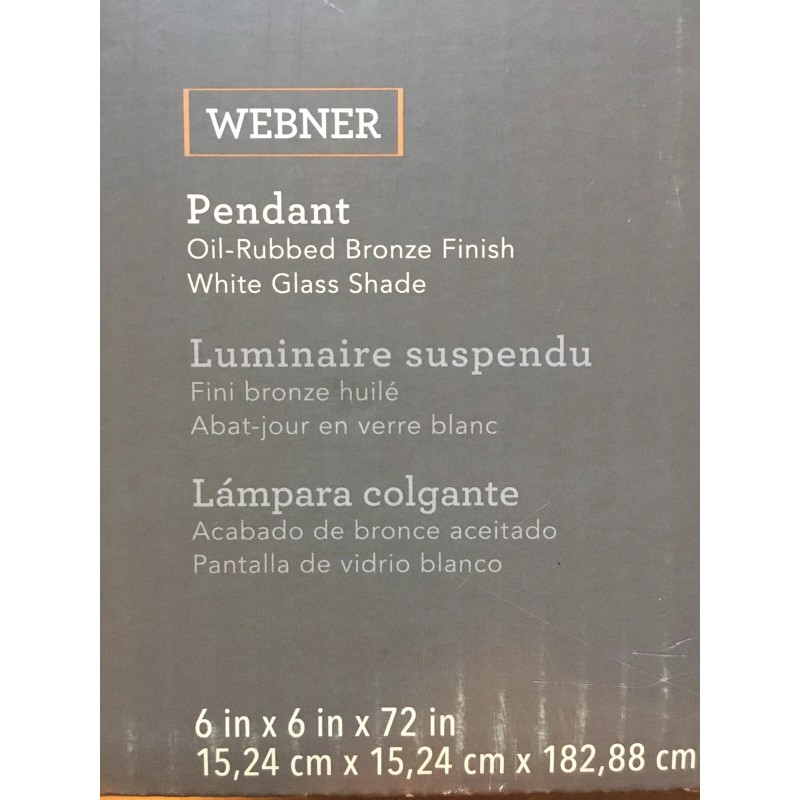 WEBNER
Pendant
Oil-Rubbed Bronze Finish
White Glass Shade
Luminaire suspendu
Fini bronze huilé
Abat-jour en verre blanc
Lámpara colgante
Acabado de bronce aceitado
Pantalla de vidrio blanco
6 in x 6 in x 72 in
15,24 cm x 15,24 cm x 182,88 cm